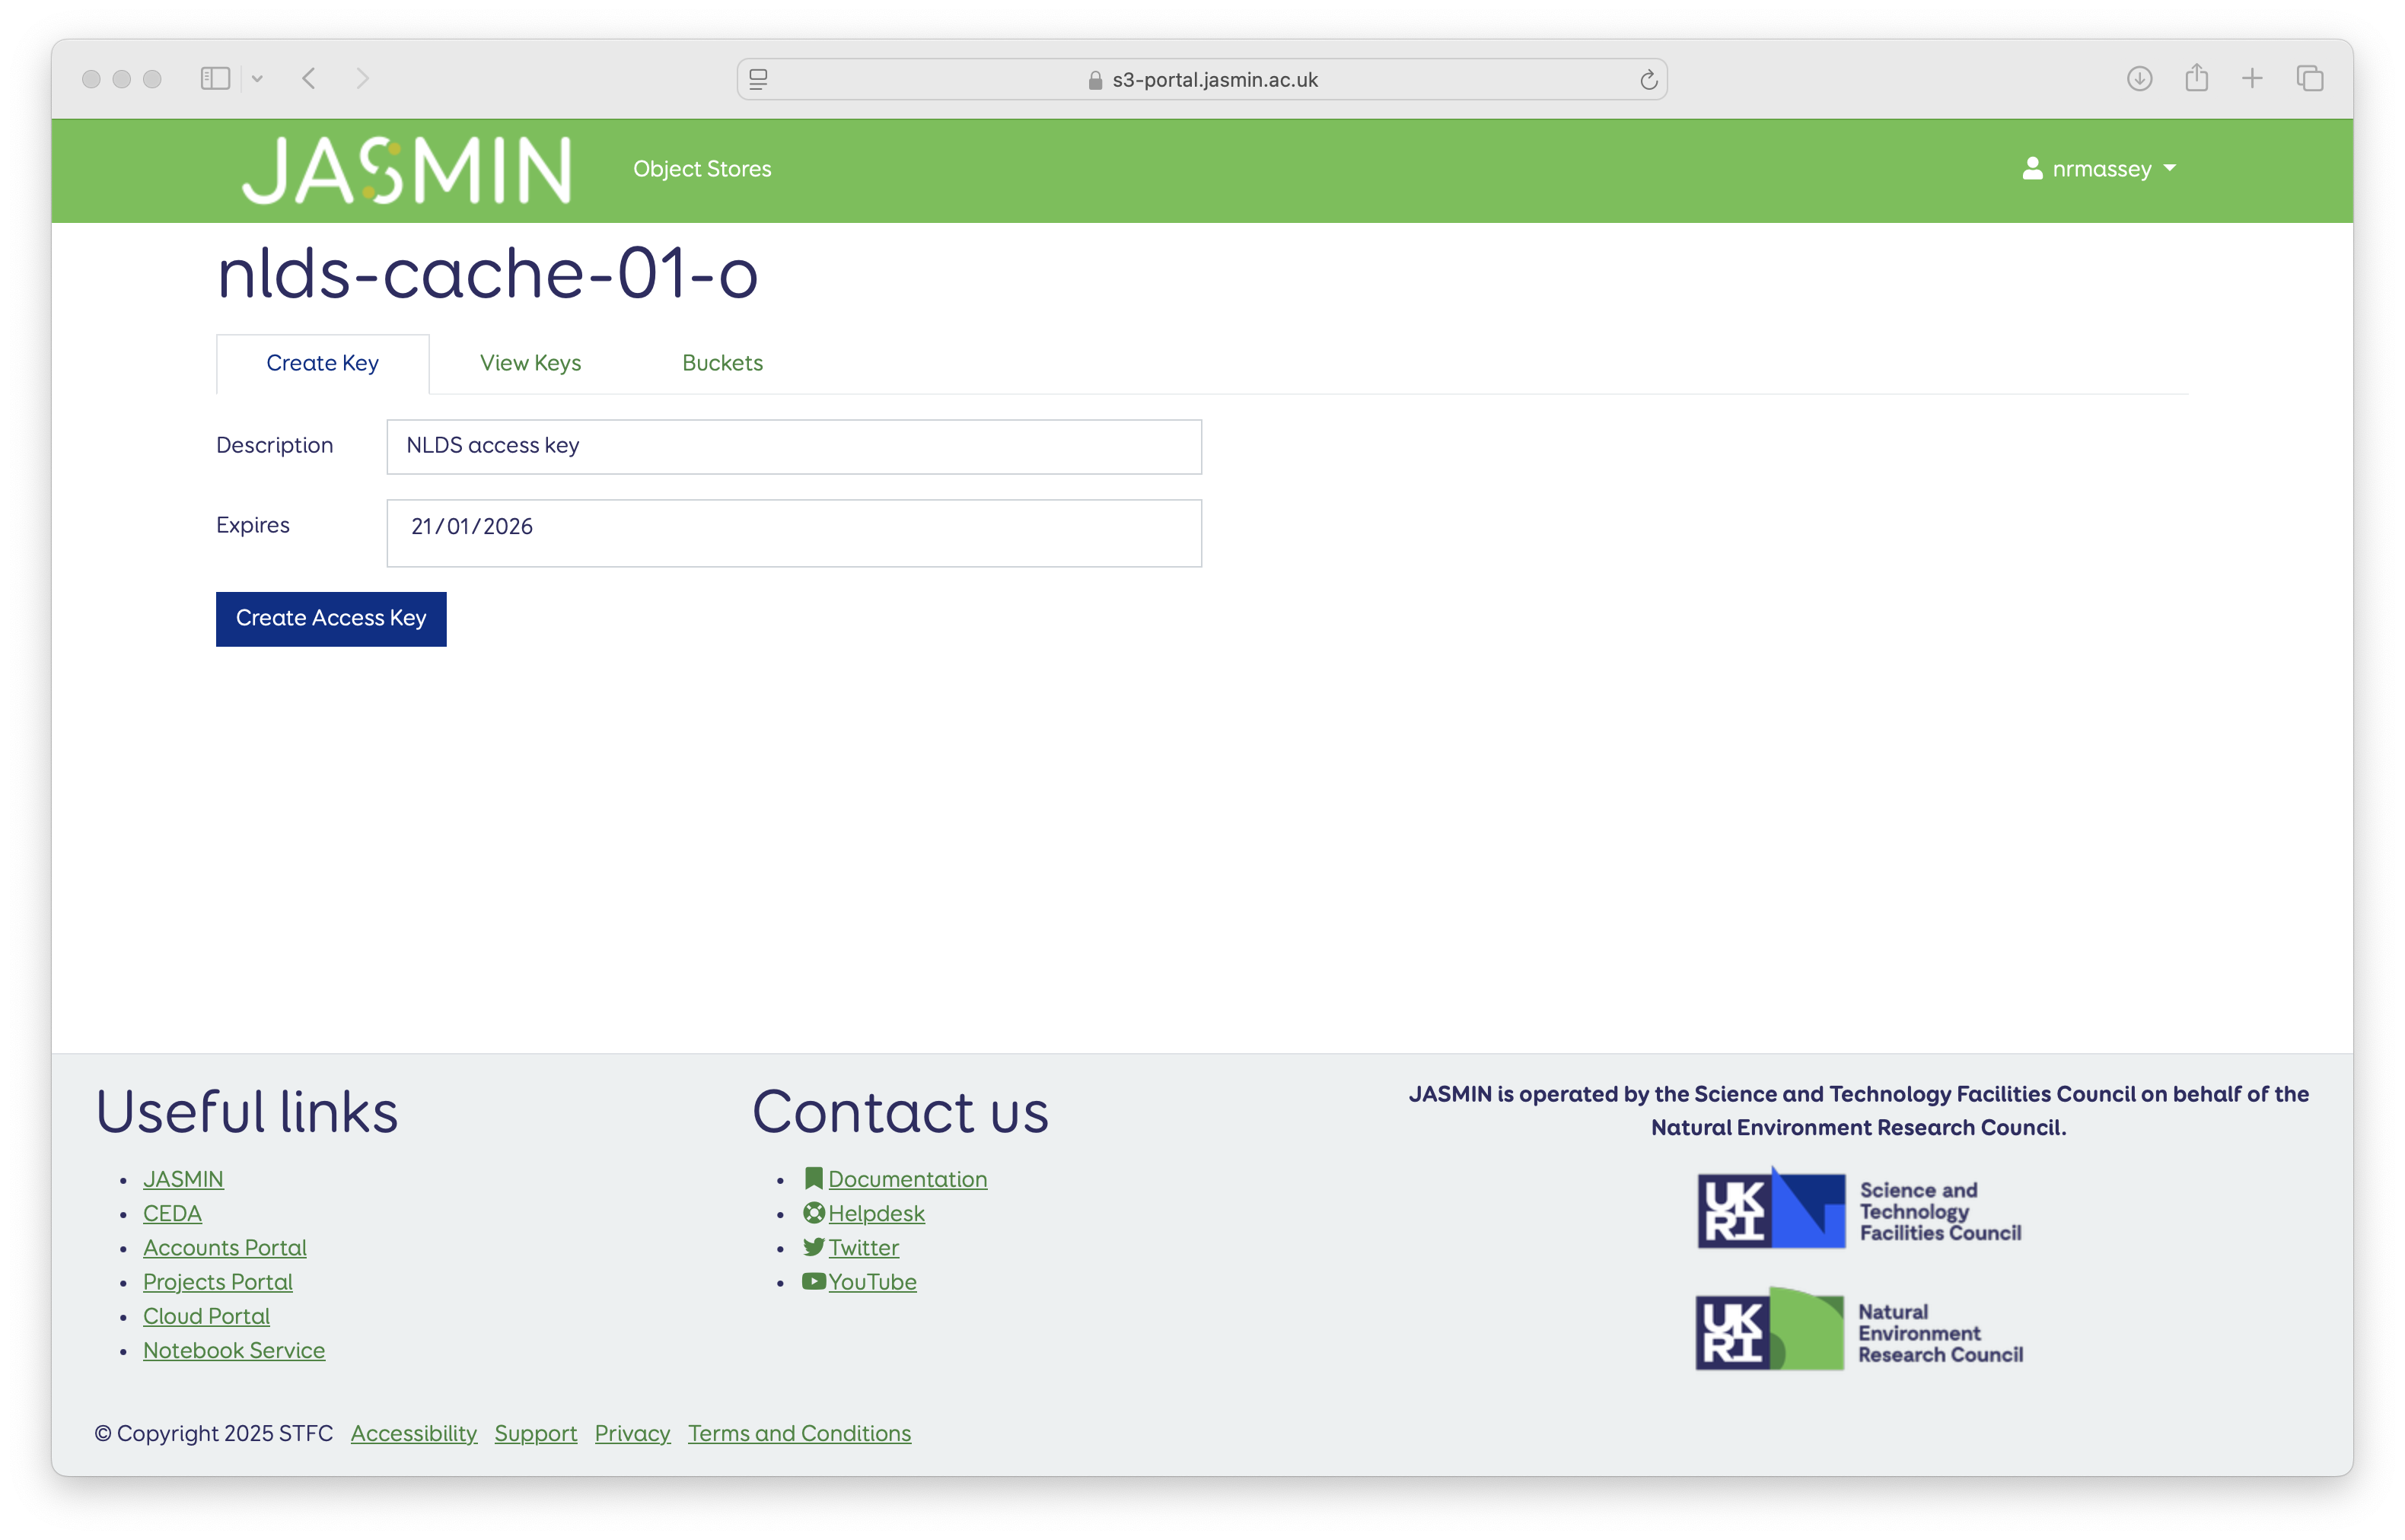 s3-portal.jasmin.ac.uk
JASMIN
Object Stores
nrmassey
nlds-cache-01-o
Create Key
View Keys
Buckets
Description
NLDS access key
Expires
21/01/2026
Create Access Key
Useful links
JASMIN
CEDA
Accounts Portal
Projects Portal
Cloud Portal
Notebook Service
Contact us
Documentation
Helpdesk
Twitter
YouTube
JASMIN is operated by the Science and Technology Facilities Council on behalf of the
Natural Environment Research Council.
UK
RI
Science and
Technology
Facilities Council
UK
RI
Natural
Environment
Research Council
© Copyright 2025 STFC Accessibility Support Privacy Terms and Conditions